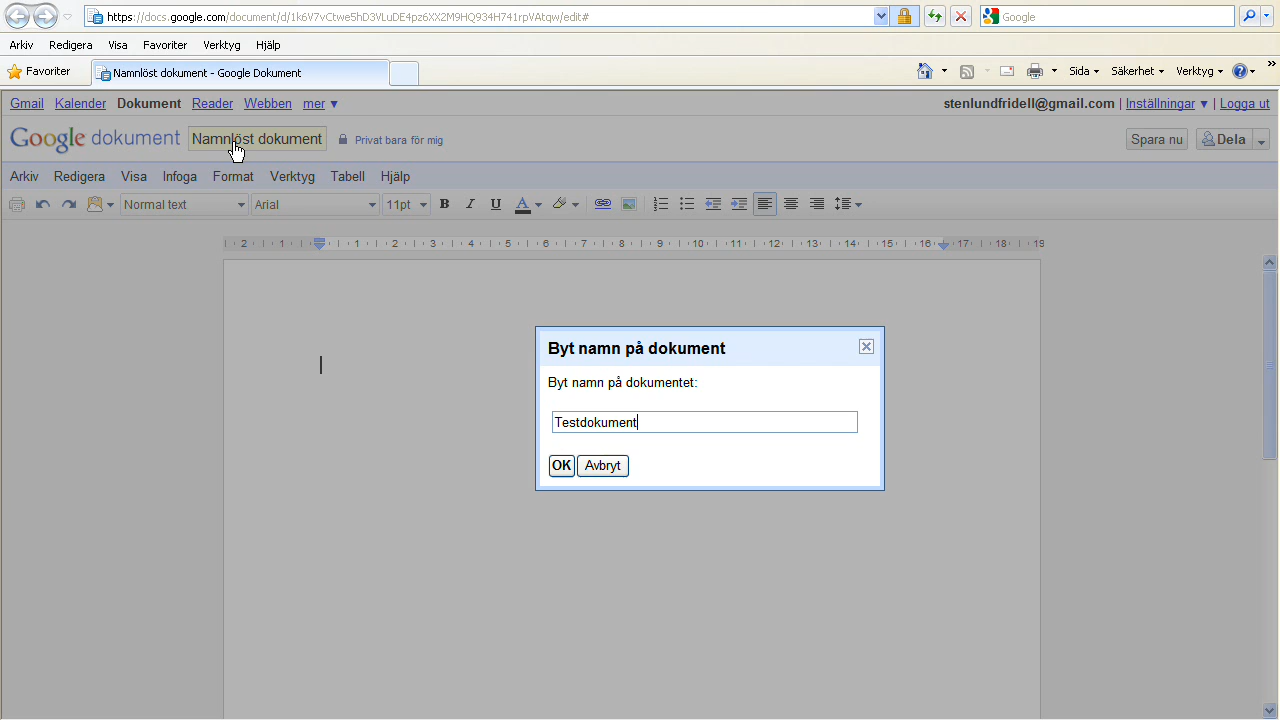 https://docs.google.com/document/d/1k6V7vCtwe5hD3VLuDE4pz6XX2M9HQ934H741rpVAtqw/edit#
Google
Arkiv Redigera Visa Favoriter Verktyg Hjälp
Favoriter Namnlöst dokument - Google Dokument Sida Säkerhet Verktyg
Gmail Kalender Dokument Reader Webben mer ▼ stenlundfridell@gmail.com | Inställningar ▼ | Logga ut
Google dokument Namnlöst dokument Privat bara för mig Spara nu Dela
Arkiv Redigera Visa Infoga Format Verktyg Tabell Hjälp
Normal text Arial 11pt B I U A
2 1 1 2 3 4 5 6 7 8 9 10 11 12 13 14 15 16 17 18 19
Byt namn på dokument
Byt namn på dokumentet:
Testdokument
OK Avbryt